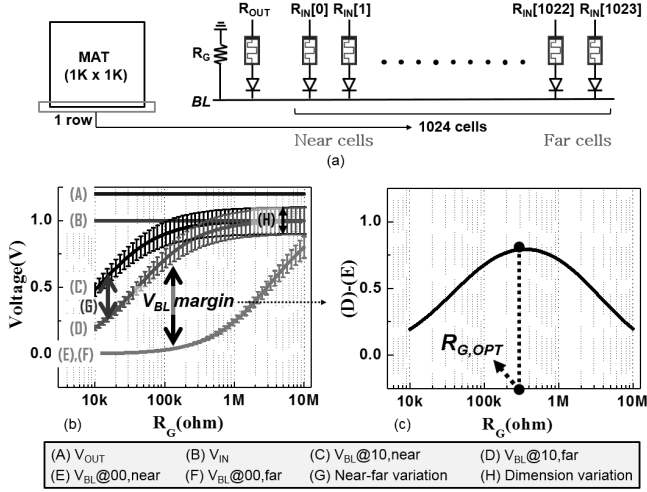 R_OUT R_IN[0] R_IN[1] R_IN[1022] R_IN[1023]
MAT
(1K x 1K)
R_G
BL
1 row
1024 cells
Near cells
Far cells
(a)
Voltage(V)
1.0
0.5
0.0
(A)
(B)
(C)
(G)
(D)
(E),(F)
(H)
V_BL margin
10k 100k 1M 10M
(b)
R_G(ohm)
(D)-(E)
1.0
0.5
0.0
R_G,OPT
10k 100k 1M 10M
(c)
R_G(ohm)
(A) V_OUT (B) V_IN (C) V_BL@10,near (D) V_BL@10,far
(E) V_BL@00,near (F) V_BL@00,far (G) Near-far variation (H) Dimension variation